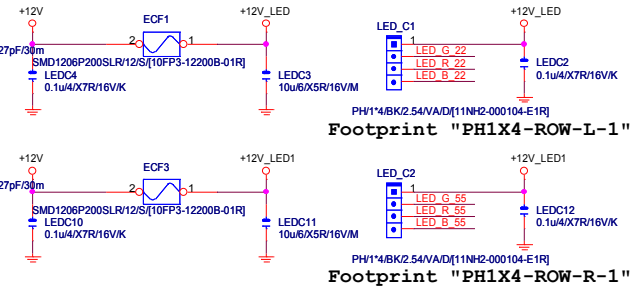 +12V
ECF1
+12V_LED
2
1
27pF/30m
SMD1206P200SLR/12/S/[10FP3-12200B-01R]
LEDC4
0.1u/4/X7R/16V/K
LEDC3
10u/6/X5R/16V/M
LED_C1
+12V_LED
1
LED_G_22
LED_R_22
LED_B_22
LEDC2
0.1u/4/X7R/16V/K
PH/1*4/BK/2.54/VA/D/[11NH2-000104-E1R]
Footprint "PH1X4-ROW-L-1"
+12V
ECF3
+12V_LED1
2
1
27pF/30m
SMD1206P200SLR/12/S/[10FP3-12200B-01R]
LEDC10
0.1u/4/X7R/16V/K
LEDC11
10u/6/X5R/16V/M
LED_C2
+12V_LED1
1
LED_G_55
LED_R_55
LED_B_55
LEDC12
0.1u/4/X7R/16V/K
PH/1*4/BK/2.54/VA/D/[11NH2-000104-E1R]
Footprint "PH1X4-ROW-R-1"